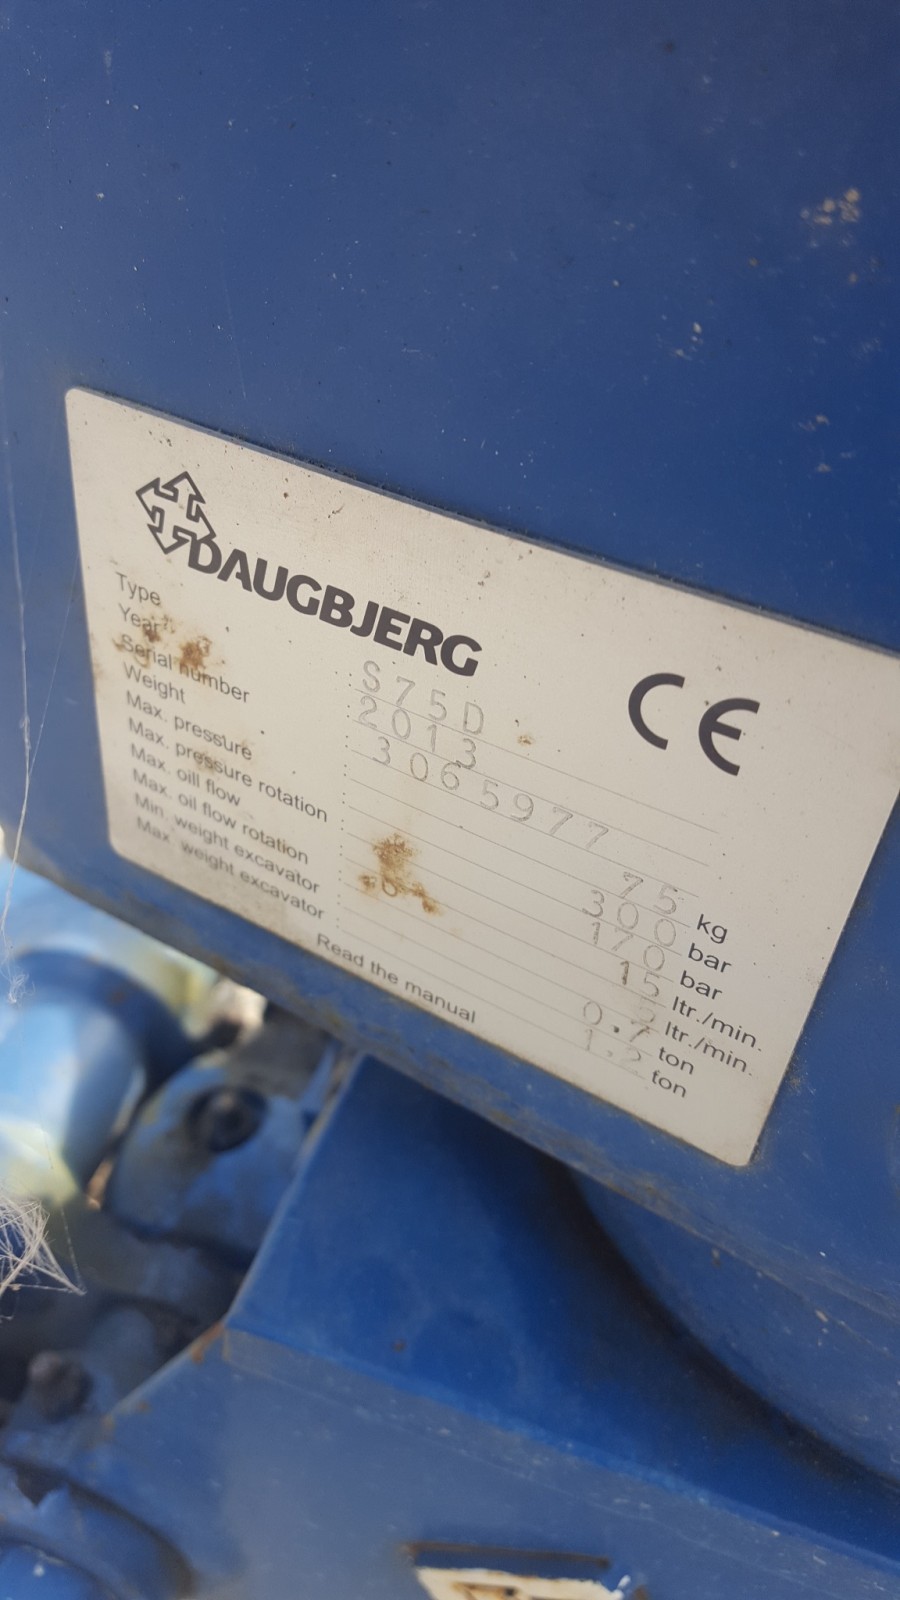 DAUGBJERG
CE
Type : S75D
Year : 2013
Serial number : 3065977
Weight : 75 kg
Max. pressure : 300 bar
Max. pressure rotation : 170 bar
Max. oill flow : 15 ltr./min.
Max. oil flow rotation : ltr./min.
Min. weight excavator : 0.7 ton
Max. weight excavator : 1.2 ton
Read the manual